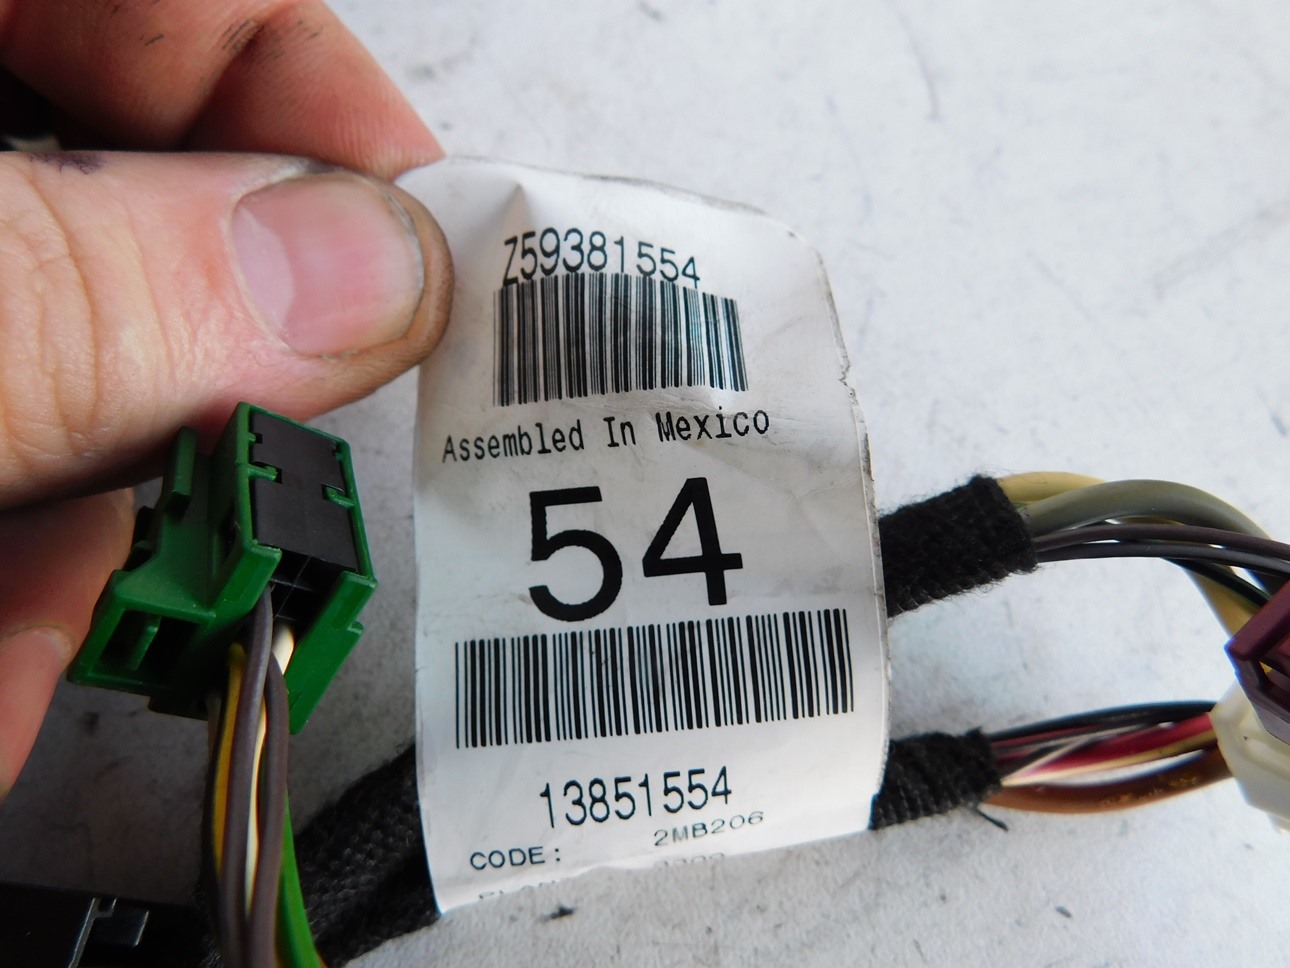 Z59381554
Assembled In Mexico
54
13851554
2MB206
CODE: